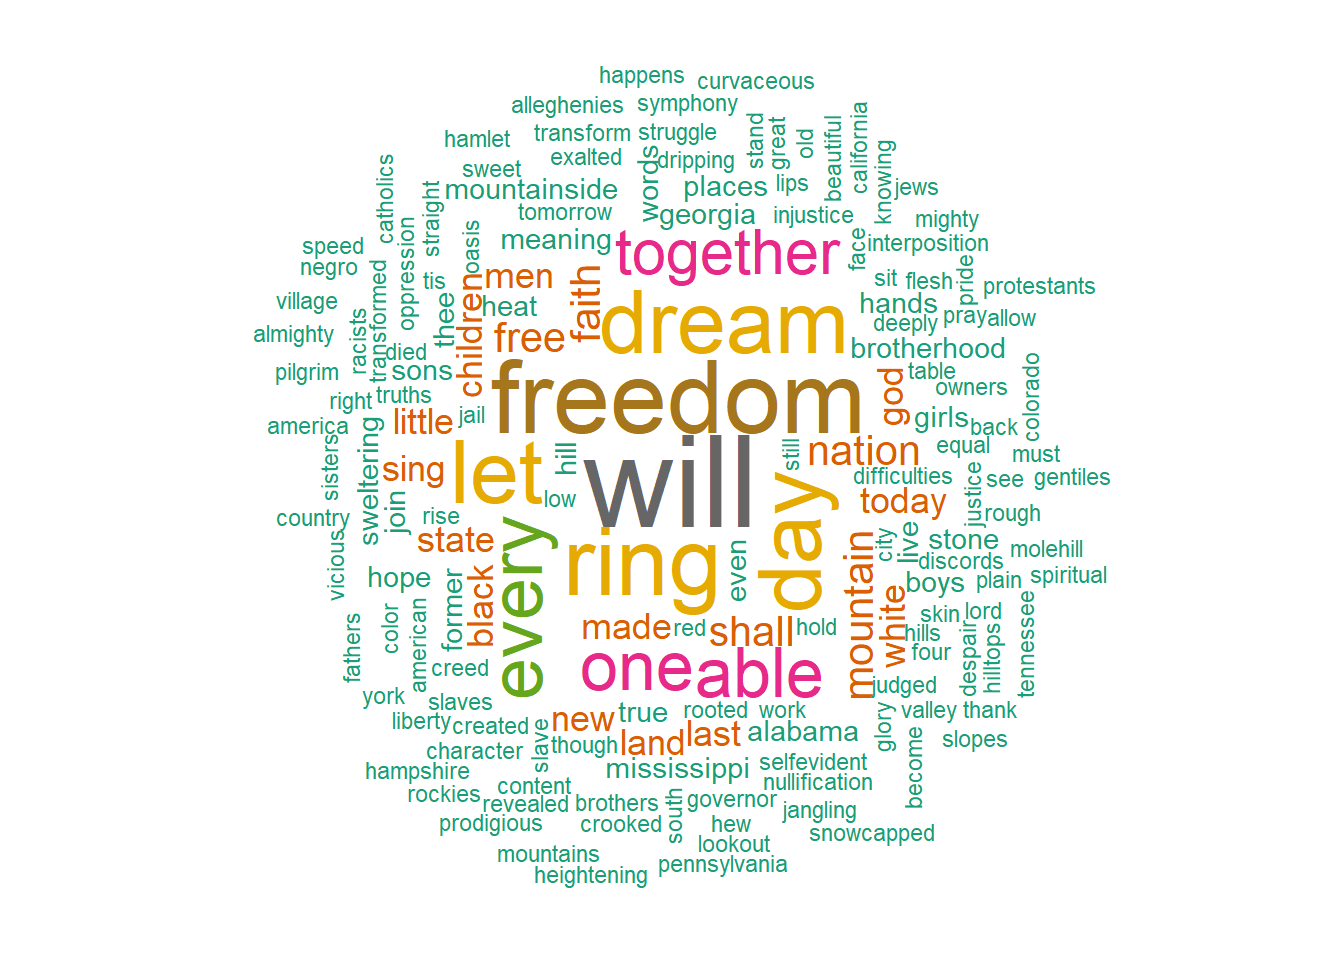 happens
curvaceous
alleghenies
symphony
hamlet
transform
struggle
stand
great
old
beautiful
california
exalted
dripping
words
catholics
sweet
mountainside
places
lips
knowing
jews
straight
tomorrow
georgia
injustice
mighty
speed
oppression
oasis
meaning
together
face
interposition
negro
transformed
tis
men
faith
sit
flesh
pride
protestants
village
thee
children
heat
dream
hands
pray
allow
almighty
racists
died
free
deeply
brotherhood
pilgrim
sons
freedom
god
table
owners
colorado
right
truths
little
jail
girls
back
america
sisters
sweltering
join
sing
let
hill
will
still
nation
equal
must
low
day
difficulties
justice
see
gentiles
country
rise
today
rough
vicious
state
every
ring
even
mountain
city
live
stone
discords
molehill
hope
former
black
white
boys
plain
spiritual
fathers
color
american
made
red
shall
hold
skin
lord
hills
four
despair
hilltops
tennessee
creed
one
able
judged
york
slaves
true
rooted
work
glory
valley
thank
liberty
created
new
land
last
alabama
slopes
character
slave
though
become
hampshire
mississippi
selfevident
content
nullification
rockies
revealed
brothers
south
governor
jangling
prodigious
crooked
hew
snowcapped
lookout
mountains
pennsylvania
heightening